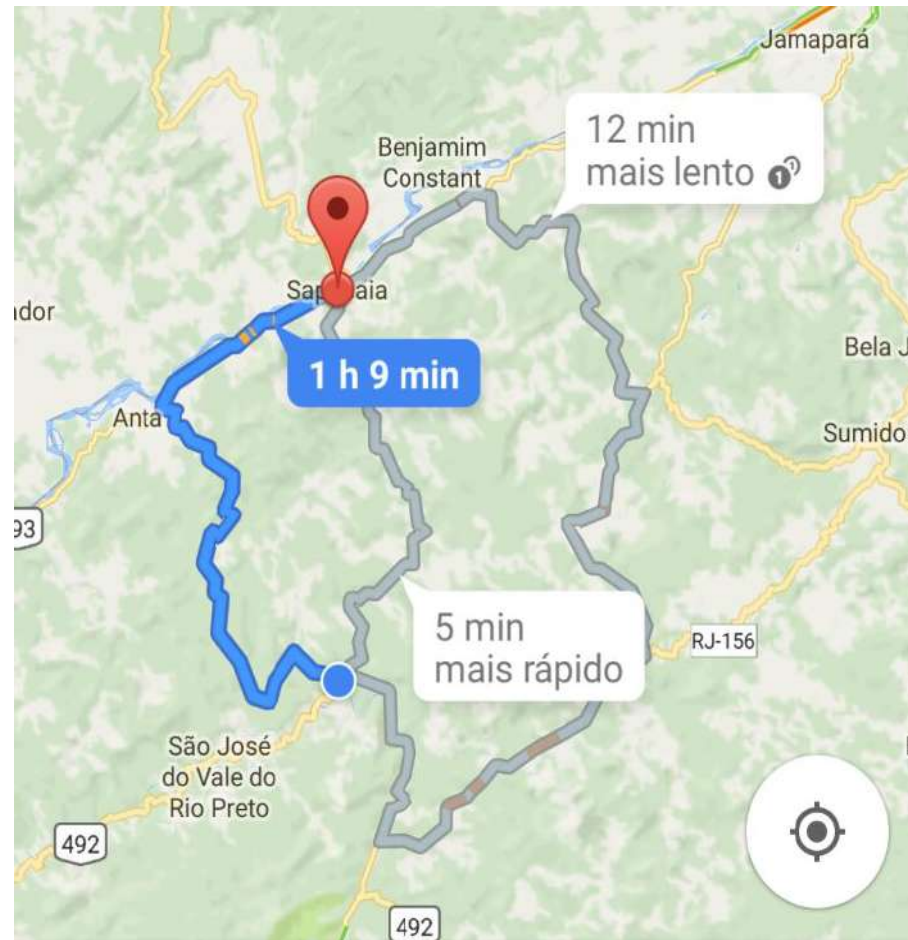 Jamapará
12 min
mais lento
Benjamim
Constant
ador
1 h 9 min
Bela J
Anta
Sumido
93
5 min
mais rápido
RJ-156
São José
do Vale do
Rio Preto
492
492